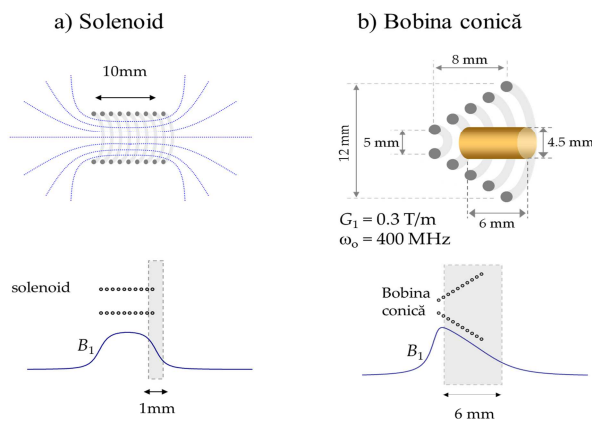 a) Solenoid
b) Bobina conică
10mm
8 mm
12 mm
5 mm
4.5 mm
6 mm
G1 = 0.3 T/m
ωo = 400 MHz
solenoid
B1
1mm
Bobina
conică
B1
6 mm